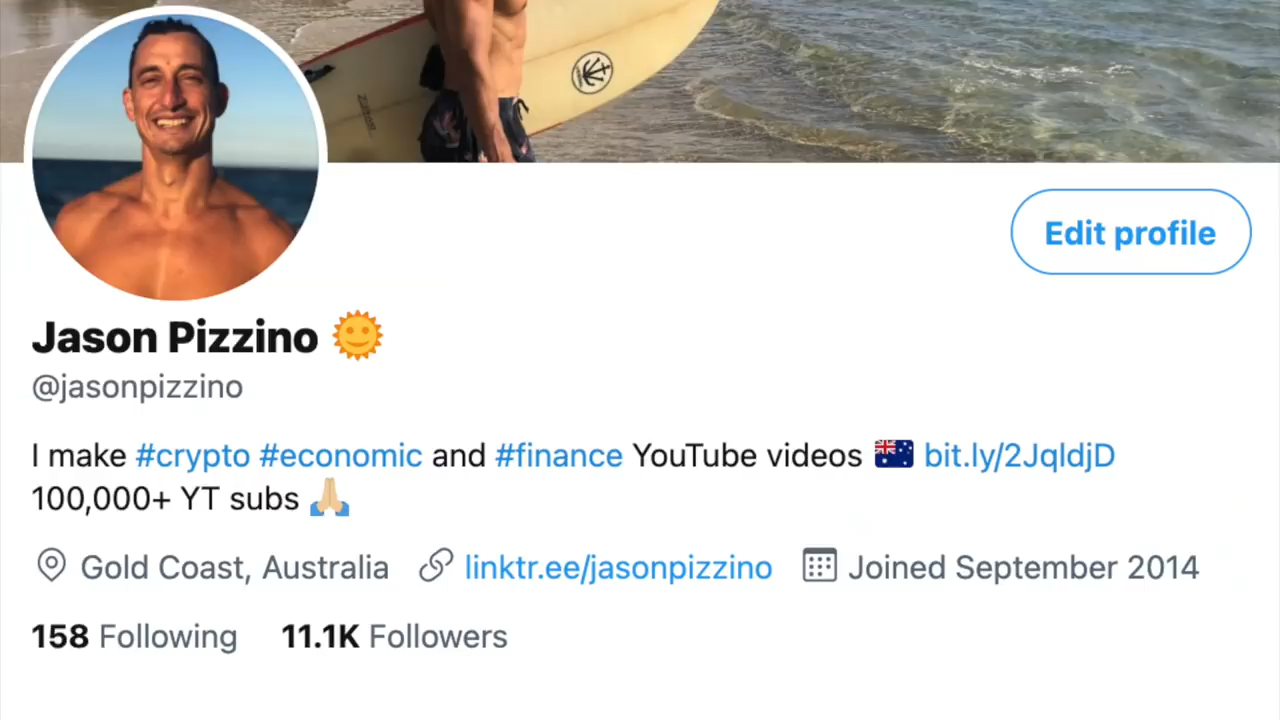 Edit profile
Jason Pizzino 🌞
@jasonpizzino
I make #crypto #economic and #finance YouTube videos 🇦🇺 bit.ly/2JqldjD
100,000+ YT subs 🙏🏼
Gold Coast, Australia linktr.ee/jasonpizzino Joined September 2014
158 Following 11.1K Followers